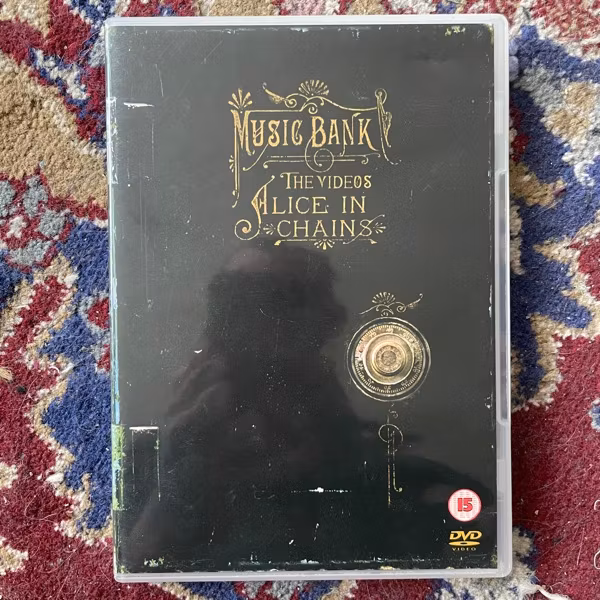 MUSIC BANK
THE VIDEOS
ALICE IN
CHAINS
15
DVD
VIDEO